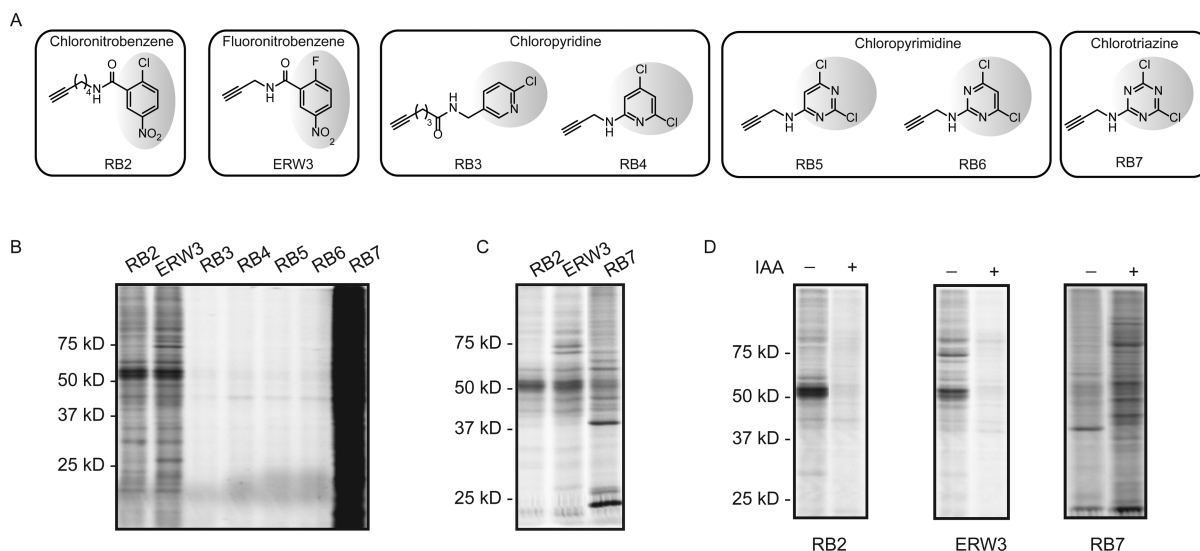 A
Chloronitrobenzene
Fluoronitrobenzene
Chloropyridine
Chloropyrimidine
Chlorotriazine
Cl
O
N
H
4
NO2
RB2
F
O
N
H
NO2
ERW3
Cl
H
N
N
3
O
RB3
Cl
N
H
N
Cl
RB4
Cl
N
N
H
N
Cl
RB5
Cl
N
N
H
N
Cl
RB6
Cl
N
N
N
H
N
Cl
RB7
B
RB2 ERW3 RB3 RB4 RB5 RB6 RB7
75 kD -
50 kD -
37 kD -
25 kD -
C
RB2 ERW3 RB7
75 kD -
50 kD -
37 kD -
25 kD -
D
IAA – + – + – +
75 kD -
50 kD -
37 kD -
25 kD -
RB2 ERW3 RB7